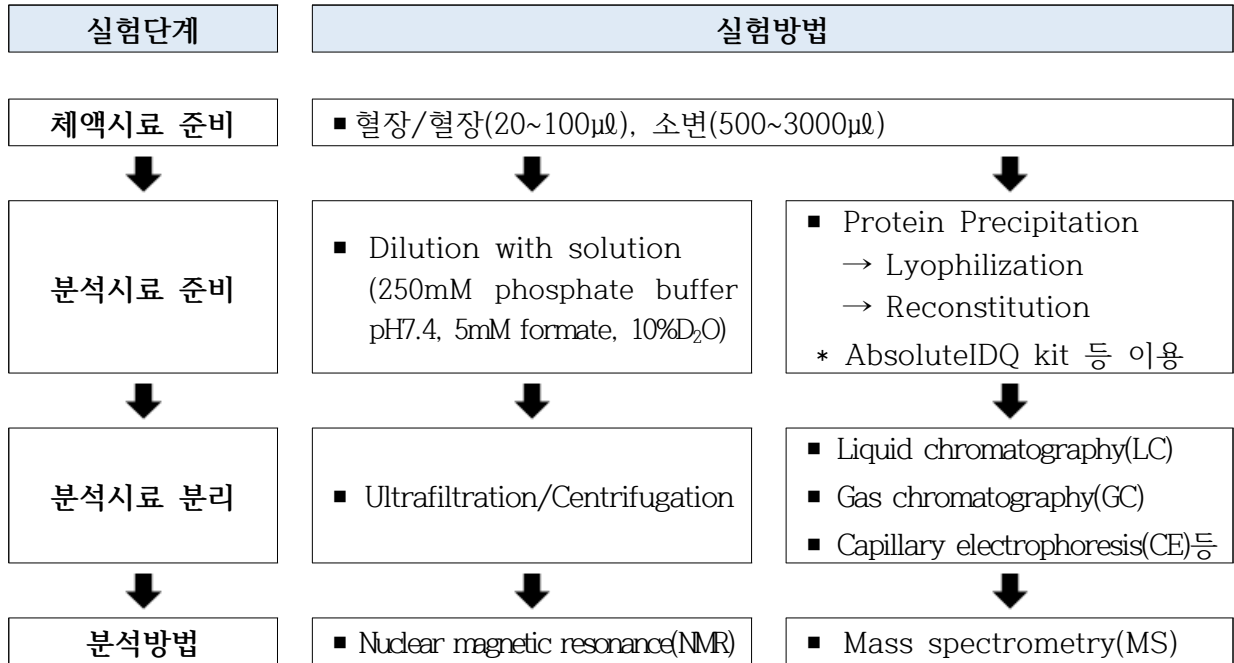 실험단계
실험방법
체액시료 준비
■ 혈장/혈장(20~100μℓ), 소변(500~3000μℓ)
분석시료 준비
■ Dilution with solution
(250mM phosphate buffer
pH7.4, 5mM formate, 10%D₂O)
■ Protein Precipitation
→ Lyophilization
→ Reconstitution
* AbsoluteIDQ kit 등 이용
분석시료 분리
■ Ultrafiltration/Centrifugation
■ Liquid chromatography(LC)
■ Gas chromatography(GC)
■ Capillary electrophoresis(CE)등
분석방법
■ Nuclear magnetic resonance(NMR)
■ Mass spectrometry(MS)